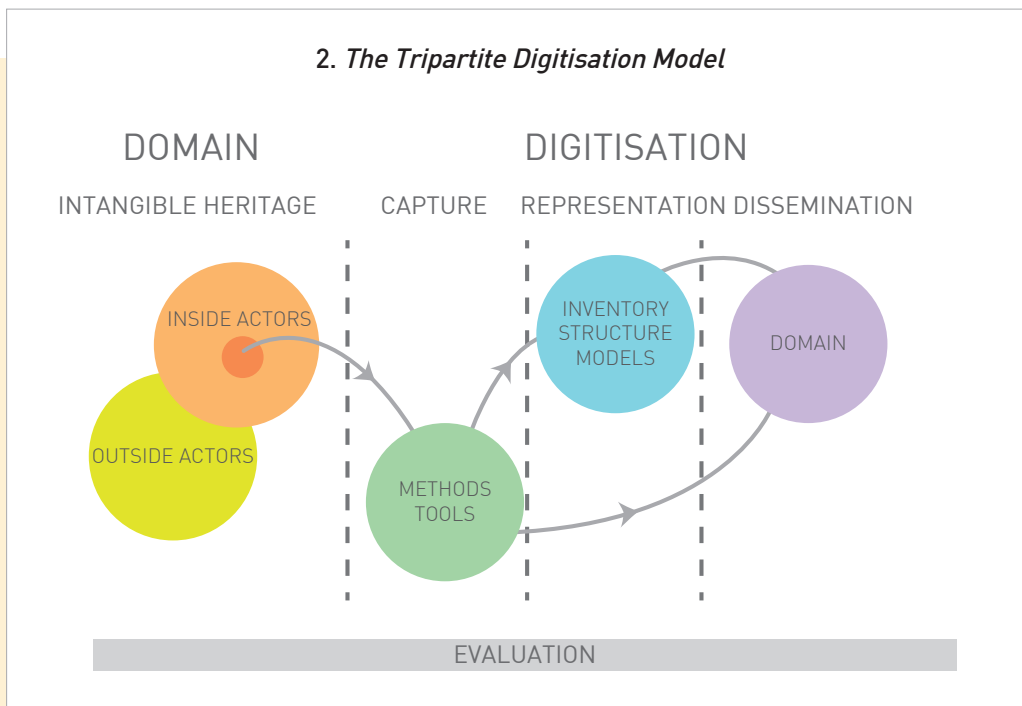 2. The Tripartite Digitisation Model
DOMAIN
DIGITISATION
INTANGIBLE HERITAGE
CAPTURE
REPRESENTATION
DISSEMINATION
INSIDE ACTORS
OUTSIDE ACTORS
METHODS
TOOLS
INVENTORY
STRUCTURE
MODELS
DOMAIN
EVALUATION